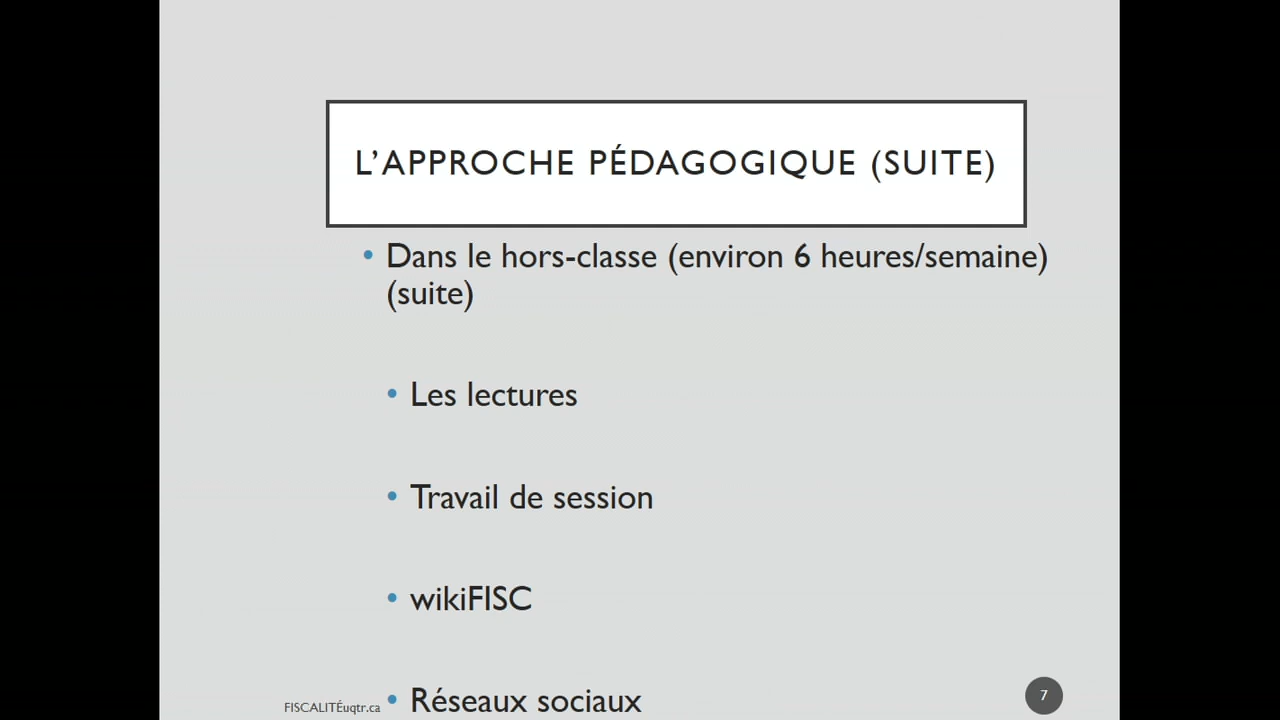 L’APPROCHE PÉDAGOGIQUE (SUITE)
• Dans le hors-classe (environ 6 heures/semaine)
(suite)
• Les lectures
• Travail de session
• wikiFISC
• Réseaux sociaux
FISCALITÉuqtr.ca
7